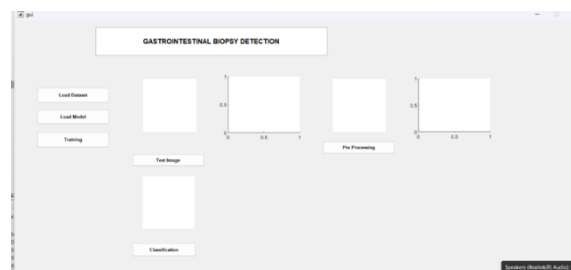 gui
GASTROINTESTINAL BIOPSY DETECTION
Load Dataset
Load Model
Training
1
0.5
0
0 0.5 1
1
0.5
0
0 0.5 1
Test Image
Pre Processing
Classification
Speakers (Realtek(R) Audio)